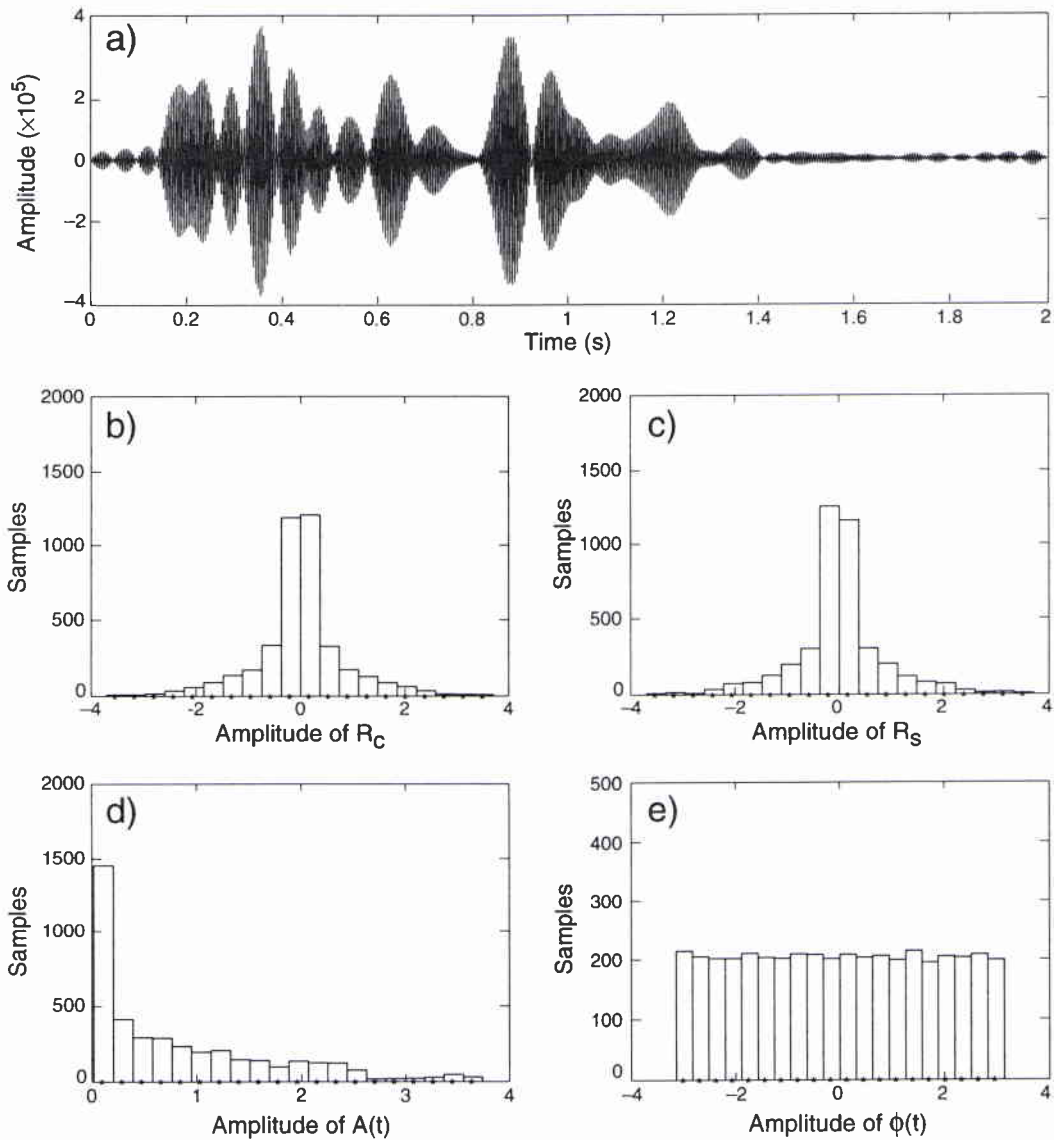 a)
Amplitude (×10⁵)
4
2
0
−2
−4
0 0.2 0.4 0.6 0.8 1 1.2 1.4 1.6 1.8 2
Time (s)
b)
Samples
2000
1500
1000
500
0
−4 −2 0 2 4
Amplitude of R_C
c)
Samples
2000
1500
1000
500
0
−4 −2 0 2 4
Amplitude of R_S
d)
Samples
2000
1500
1000
500
0
0 1 2 3 4
Amplitude of A(t)
e)
Samples
500
400
300
200
100
0
−4 −2 0 2 4
Amplitude of ϕ(t)